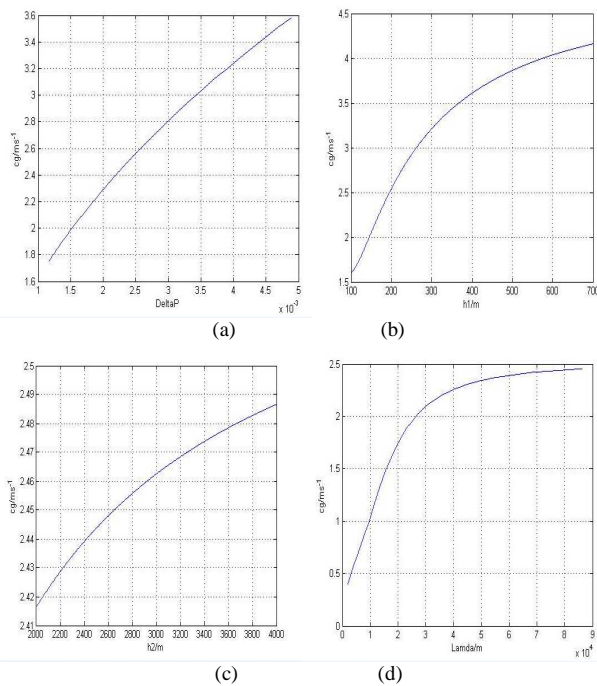 3.6
3.4
3.2
3
2.8
2.6
2.4
2.2
2
1.8
1.6
cg/ms⁻¹
1 1.5 2 2.5 3 3.5 4 4.5 5
DeltaP
x 10⁻³
(a)
4.5
4
3.5
3
2.5
2
1.5
cg/ms⁻¹
100 200 300 400 500 600 700
h1/m
(b)
2.5
2.49
2.48
2.47
2.46
2.45
2.44
2.43
2.42
2.41
cg/ms⁻¹
2000 2200 2400 2600 2800 3000 3200 3400 3600 3800 4000
h2/m
(c)
2.5
2
1.5
1
0.5
0
cg/ms⁻¹
0 1 2 3 4 5 6 7 8 9
Lamda/m
x 10⁴
(d)